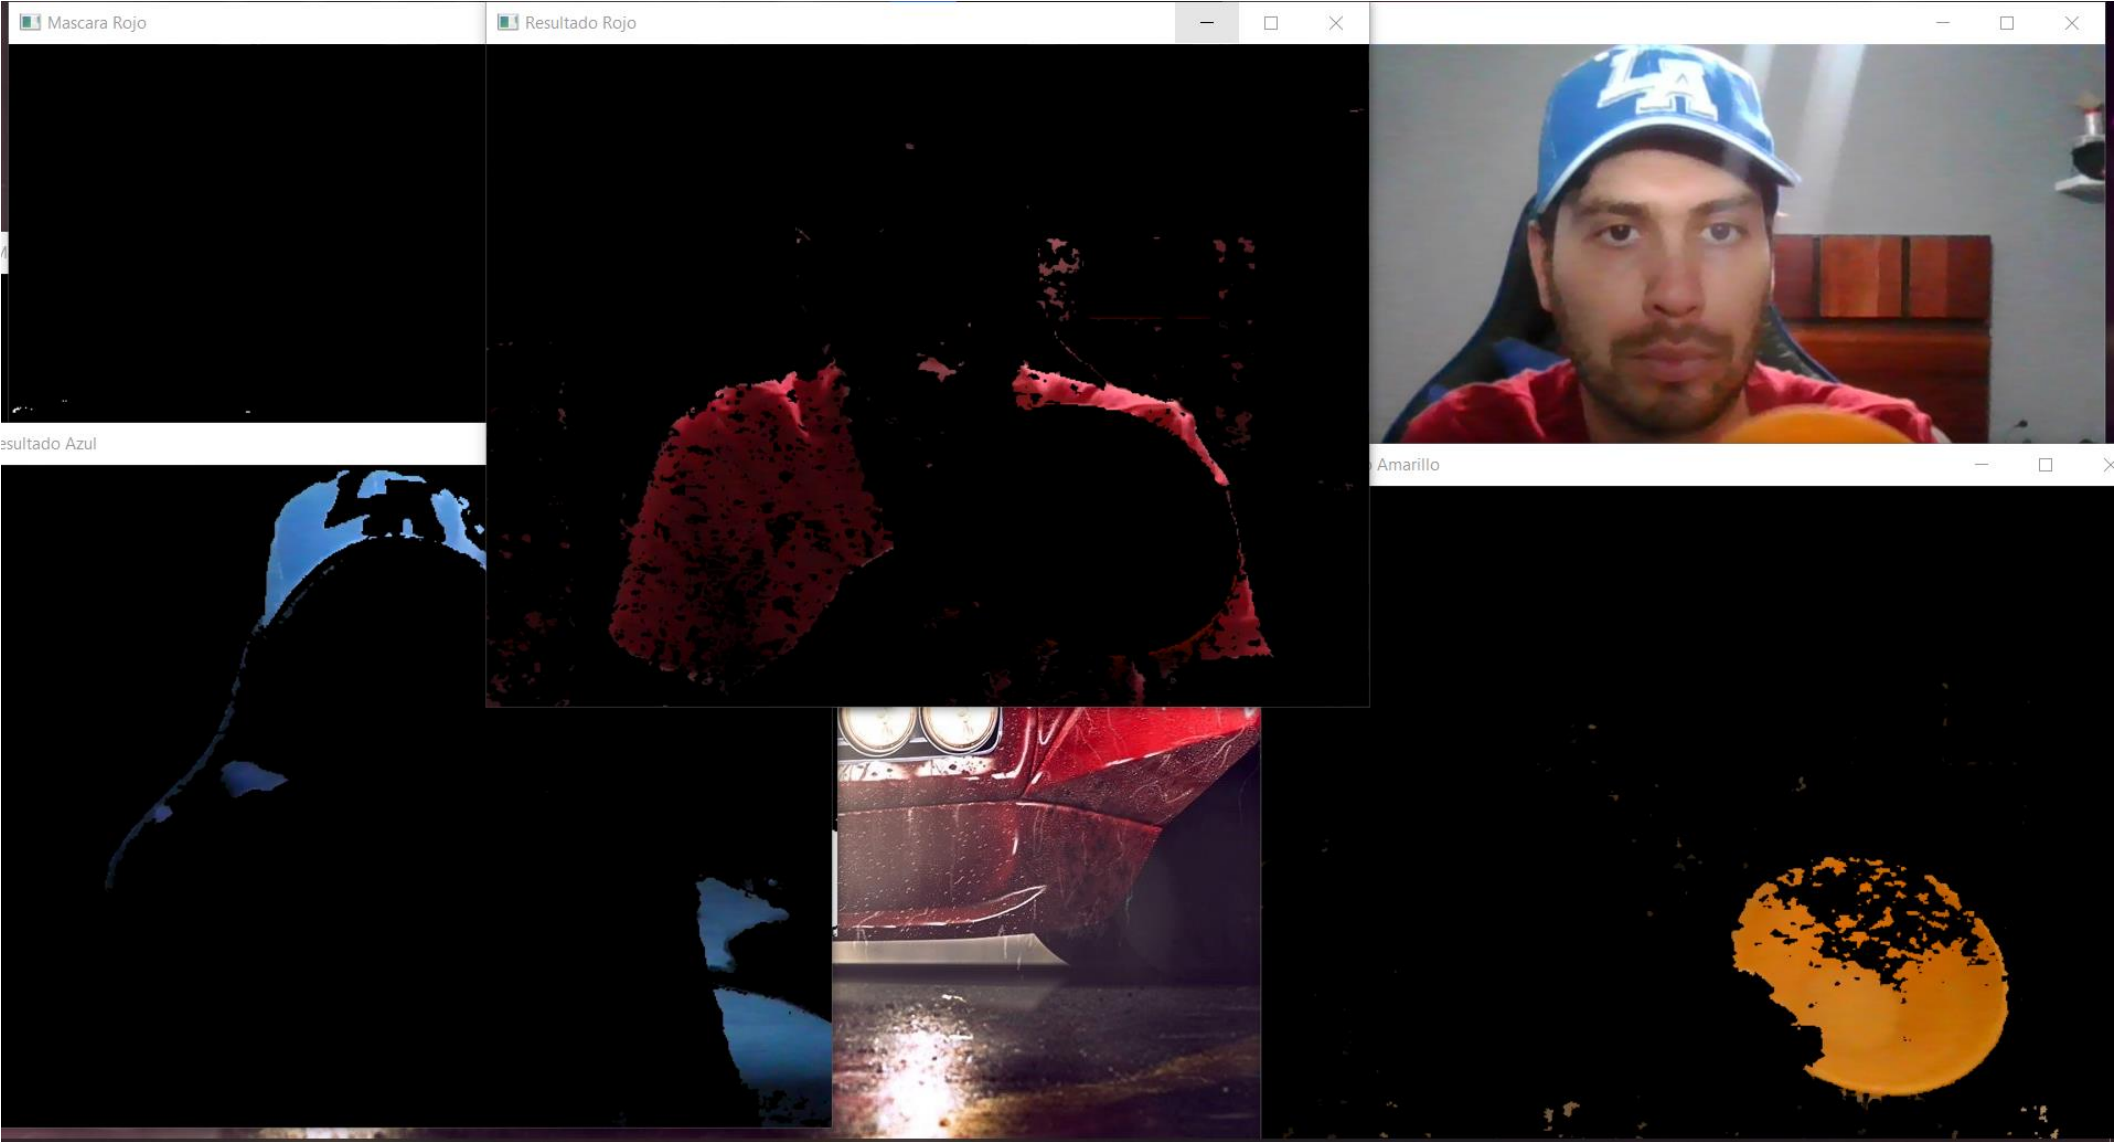 Mascara Rojo
Resultado Rojo
LA
esultado Azul
Amarillo